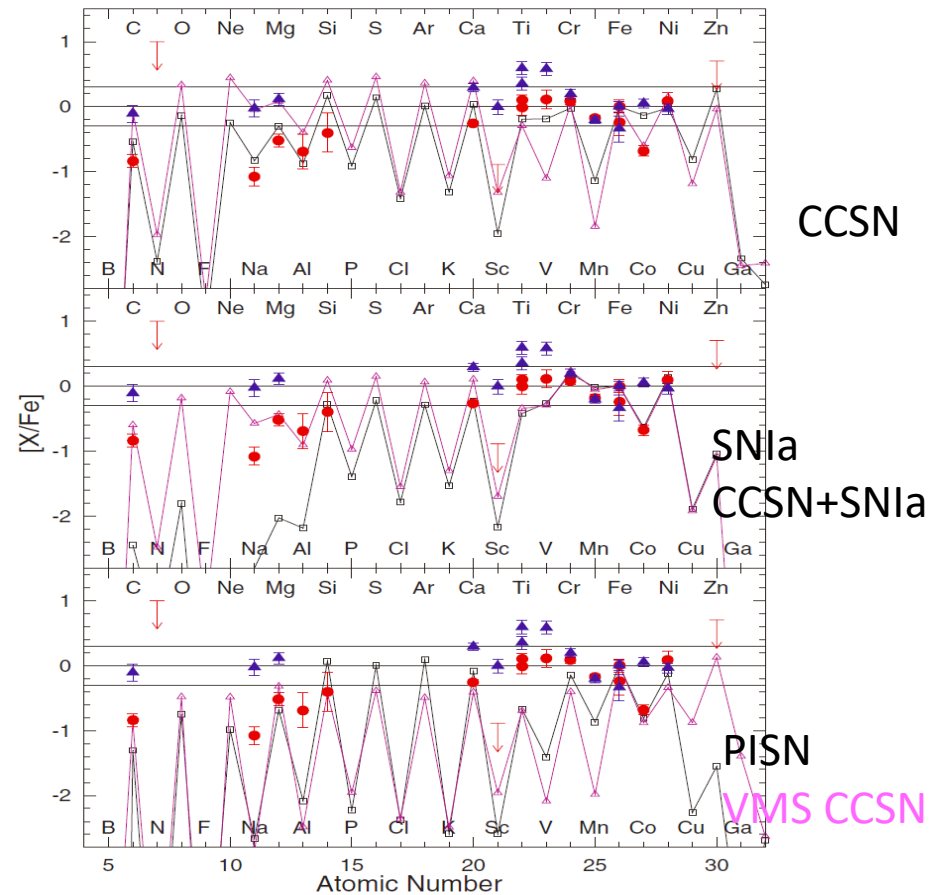 C O Ne Mg Si S Ar Ca Ti Cr Fe Ni Zn
1
0
-1
-2
B N F Na Al P Cl K Sc V Mn Co Cu Ga
CCSN
C O Ne Mg Si S Ar Ca Ti Cr Fe Ni Zn
1
0
-1
-2
B N F Na Al P Cl K Sc V Mn Co Cu Ga
[X/Fe]
SNIa
CCSN+SNIa
C O Ne Mg Si S Ar Ca Ti Cr Fe Ni Zn
1
0
-1
-2
B N F Na Al P Cl K Sc V Mn Co Cu Ga
PISN
VMS CCSN
5 10 15 20 25 30
Atomic Number